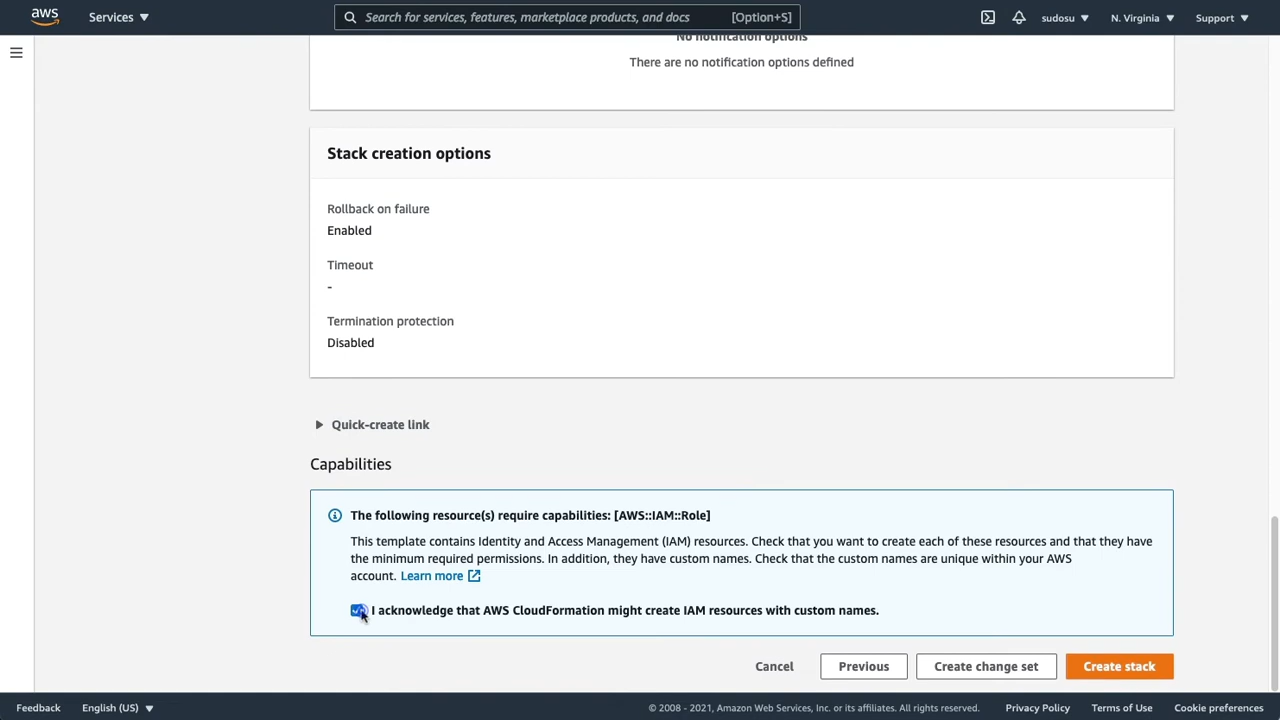 aws
Services
Search for services, features, marketplace products, and docs
[Option+S]
sudosu
N. Virginia
Support
No notification options
There are no notification options defined
Stack creation options
Rollback on failure
Enabled
Timeout
-
Termination protection
Disabled
Quick-create link
Capabilities
The following resource(s) require capabilities: [AWS::IAM::Role]
This template contains Identity and Access Management (IAM) resources. Check that you want to create each of these resources and that they have
the minimum required permissions. In addition, they have custom names. Check that the custom names are unique within your AWS
account. Learn more
I acknowledge that AWS CloudFormation might create IAM resources with custom names.
Cancel
Previous
Create change set
Create stack
Feedback
English (US)
© 2008 - 2021, Amazon Web Services, Inc. or its affiliates. All rights reserved.
Privacy Policy
Terms of Use
Cookie preferences